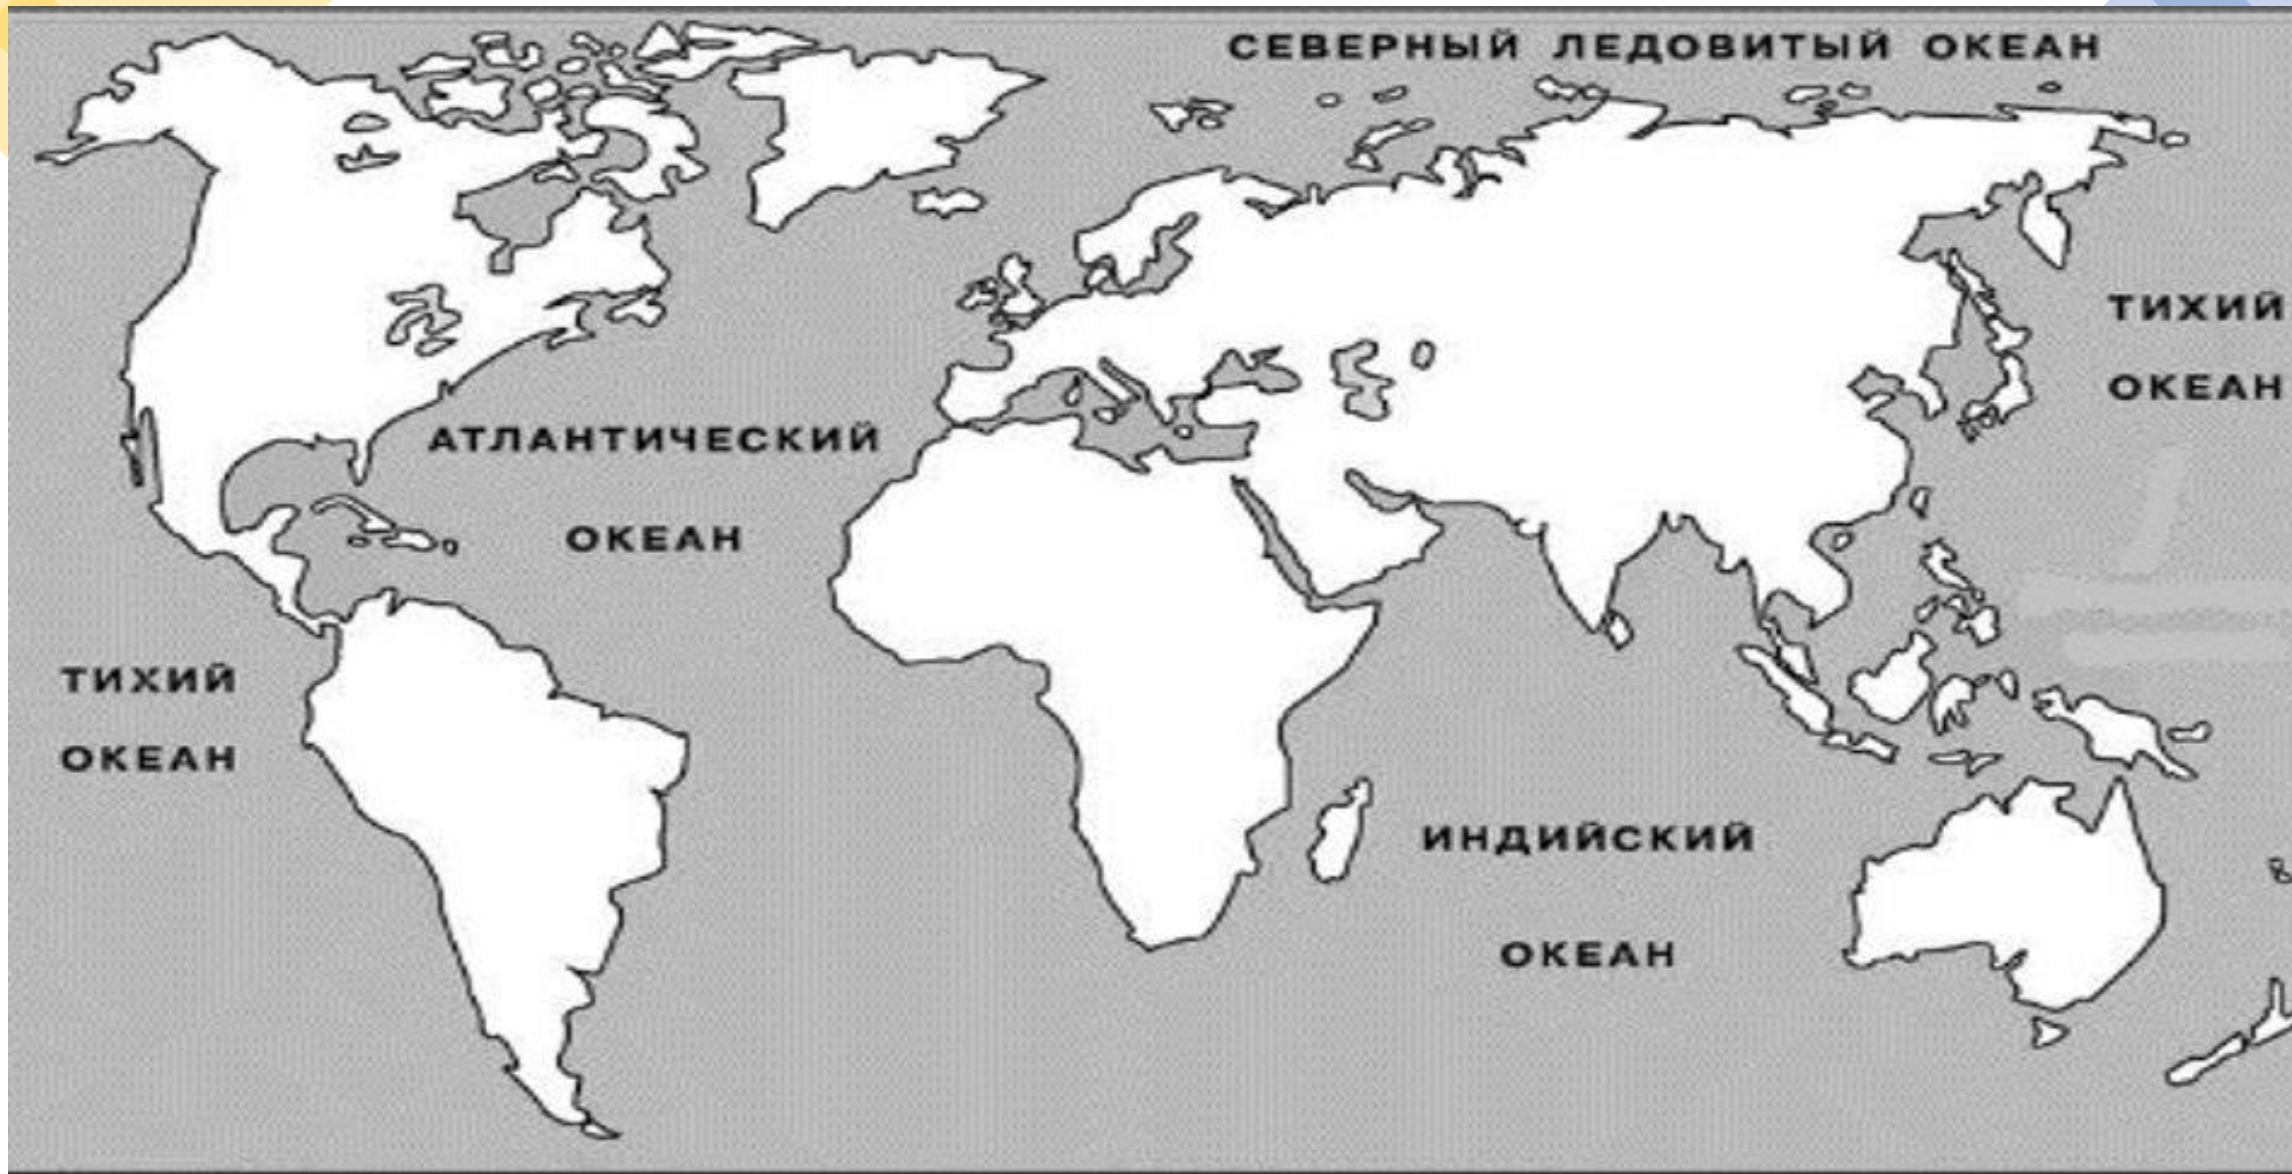 СЕВЕРНЫЙ ЛЕДОВИТЫЙ ОКЕАН
ТИХИЙ
ОКЕАН
АТЛАНТИЧЕСКИЙ
ОКЕАН
ТИХИЙ
ОКЕАН
ИНДИЙСКИЙ
ОКЕАН